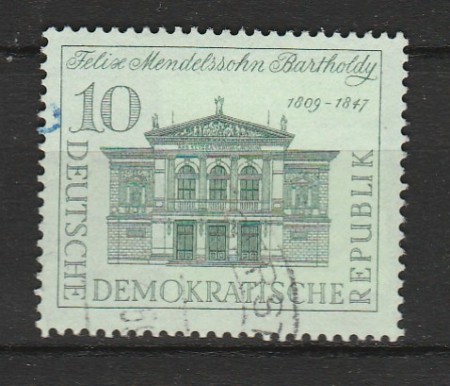 Felix Mendelssohn Bartholdy
1809-1847
10
DEUTSCHE
DEMOKRATISCHE
REPUBLIK